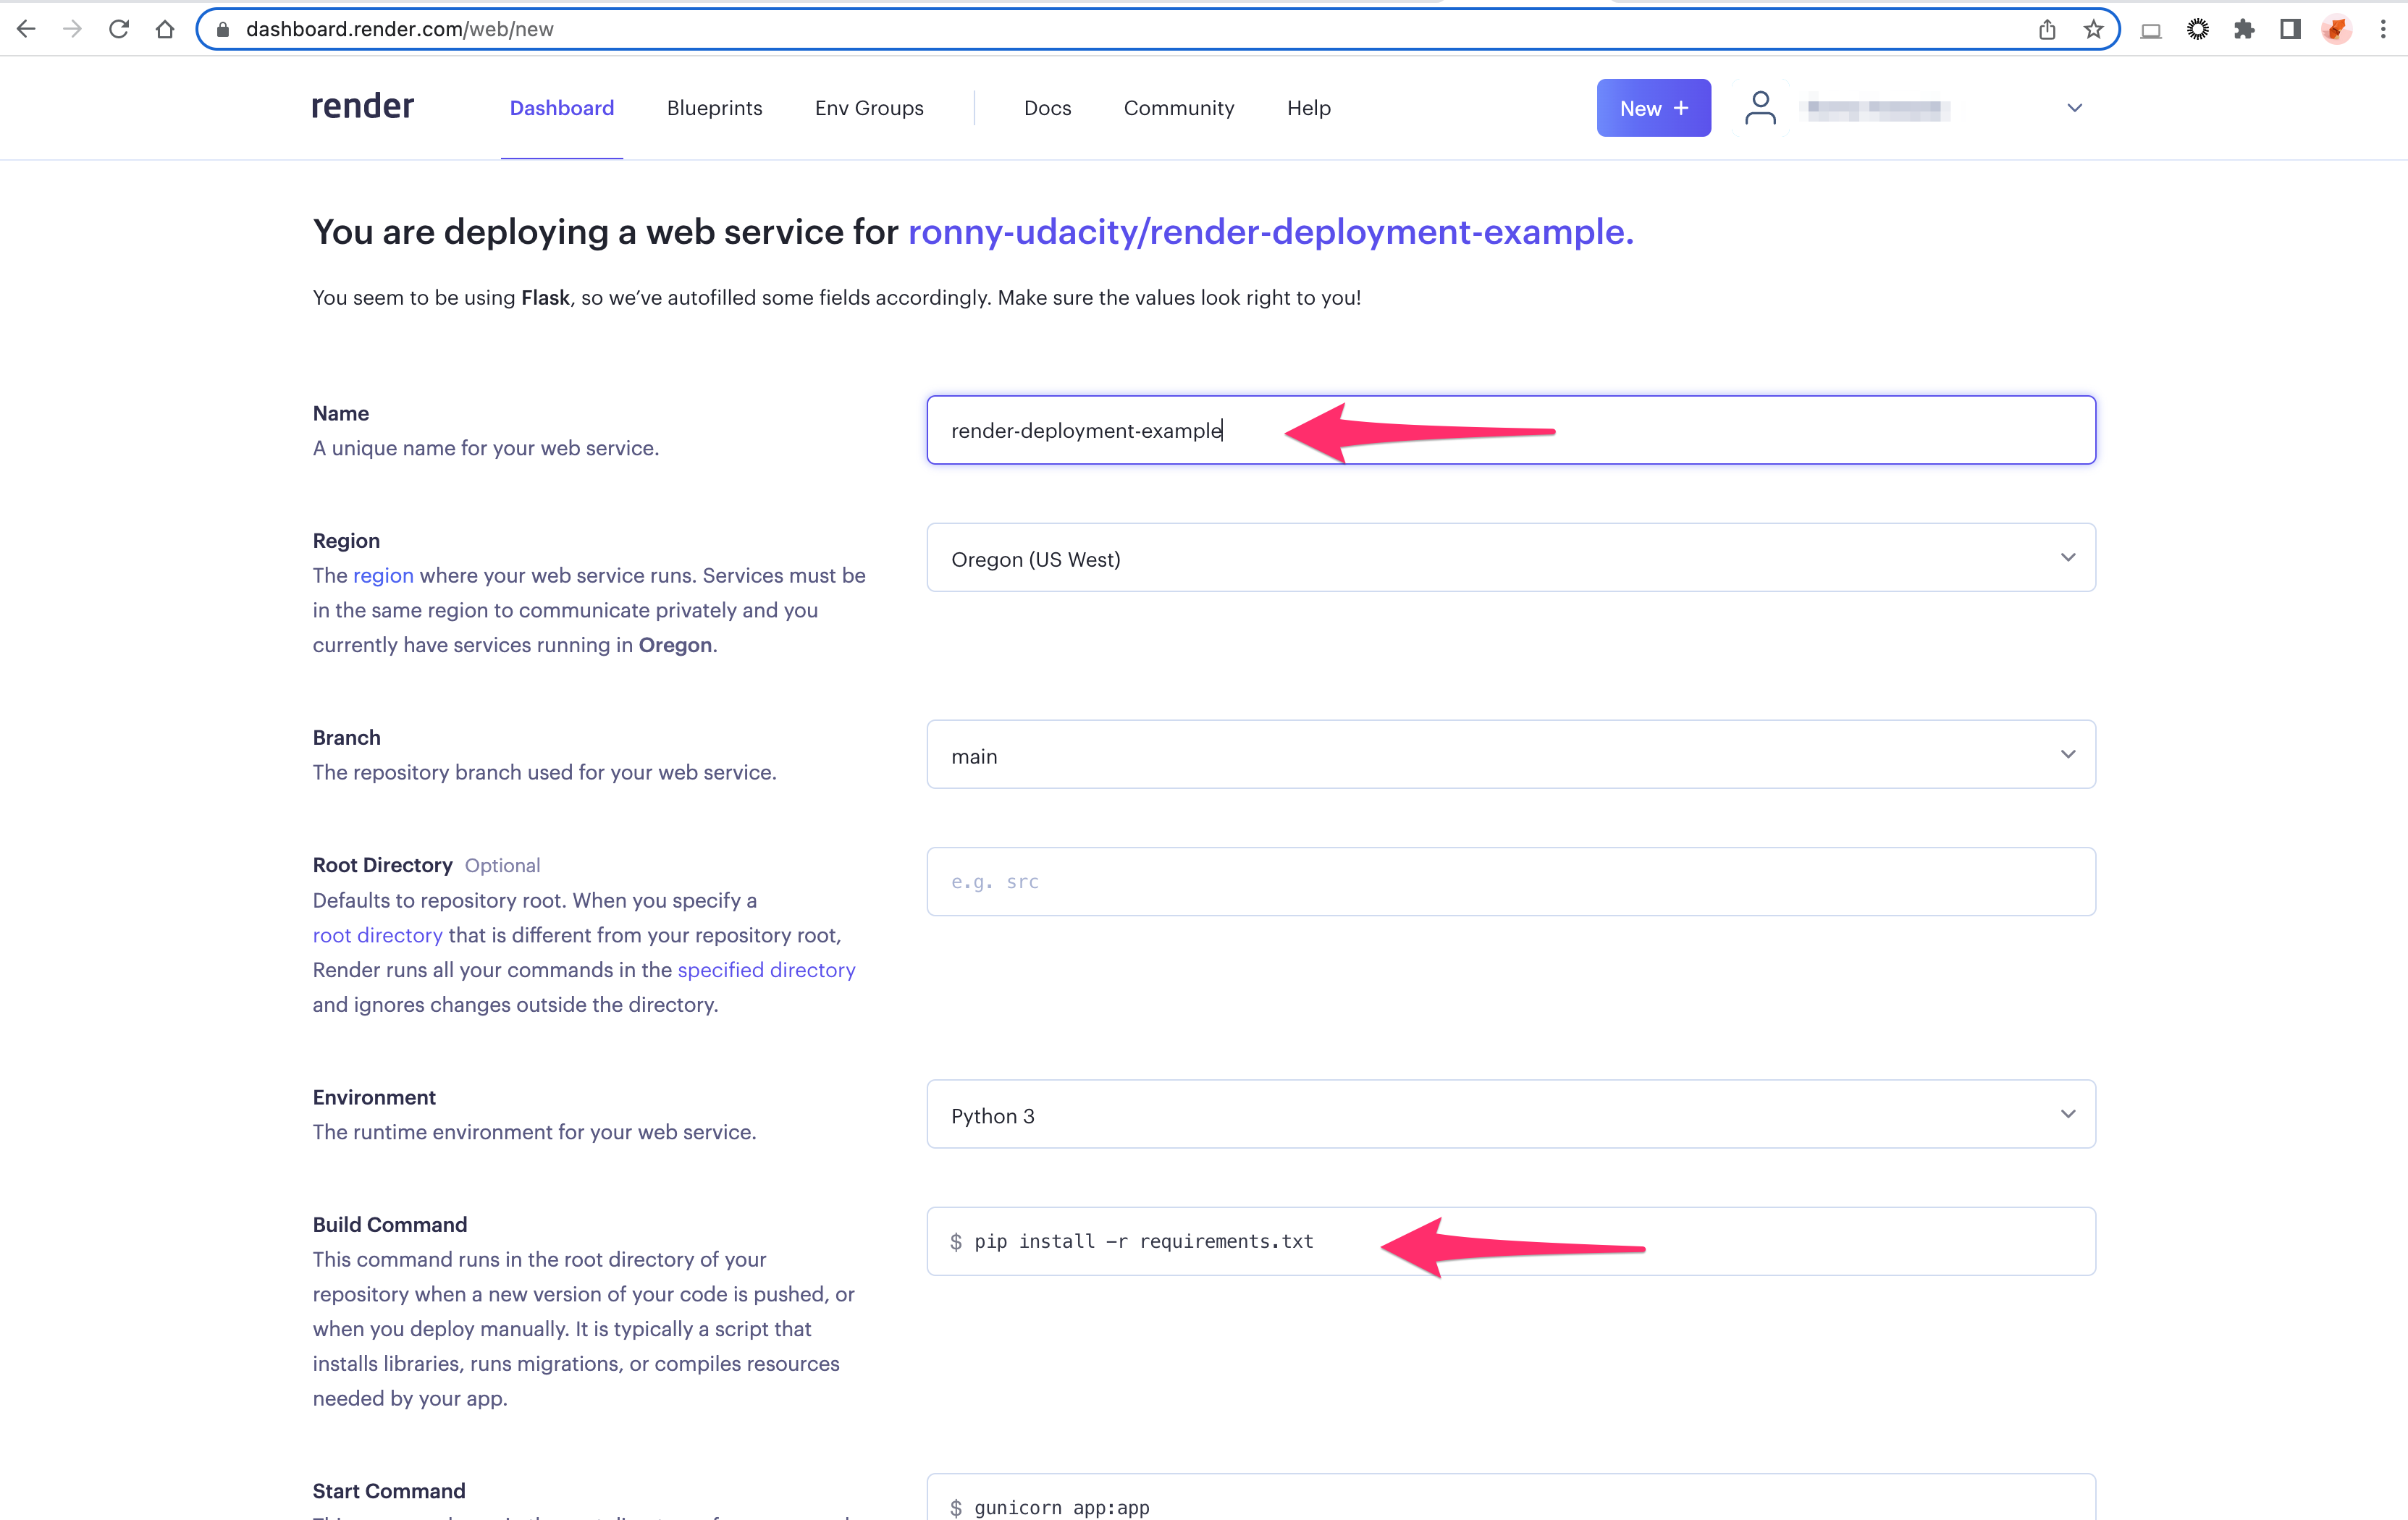 dashboard.render.com/web/new
render
Dashboard
Blueprints
Env Groups
Docs
Community
Help
New +
You are deploying a web service for ronny-udacity/render-deployment-example.
You seem to be using Flask, so we’ve autofilled some fields accordingly. Make sure the values look right to you!
Name
A unique name for your web service.
render-deployment-example
Region
The region where your web service runs. Services must be
in the same region to communicate privately and you
currently have services running in Oregon.
Oregon (US West)
Branch
The repository branch used for your web service.
main
Root Directory Optional
Defaults to repository root. When you specify a
root directory that is different from your repository root,
Render runs all your commands in the specified directory
and ignores changes outside the directory.
e.g. src
Environment
The runtime environment for your web service.
Python 3
Build Command
This command runs in the root directory of your
repository when a new version of your code is pushed, or
when you deploy manually. It is typically a script that
installs libraries, runs migrations, or compiles resources
needed by your app.
$ pip install -r requirements.txt
Start Command
$ gunicorn app:app